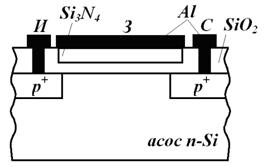 И Si₃N₄ З Al С SiO₂
p⁺ p⁺
асос n-Si